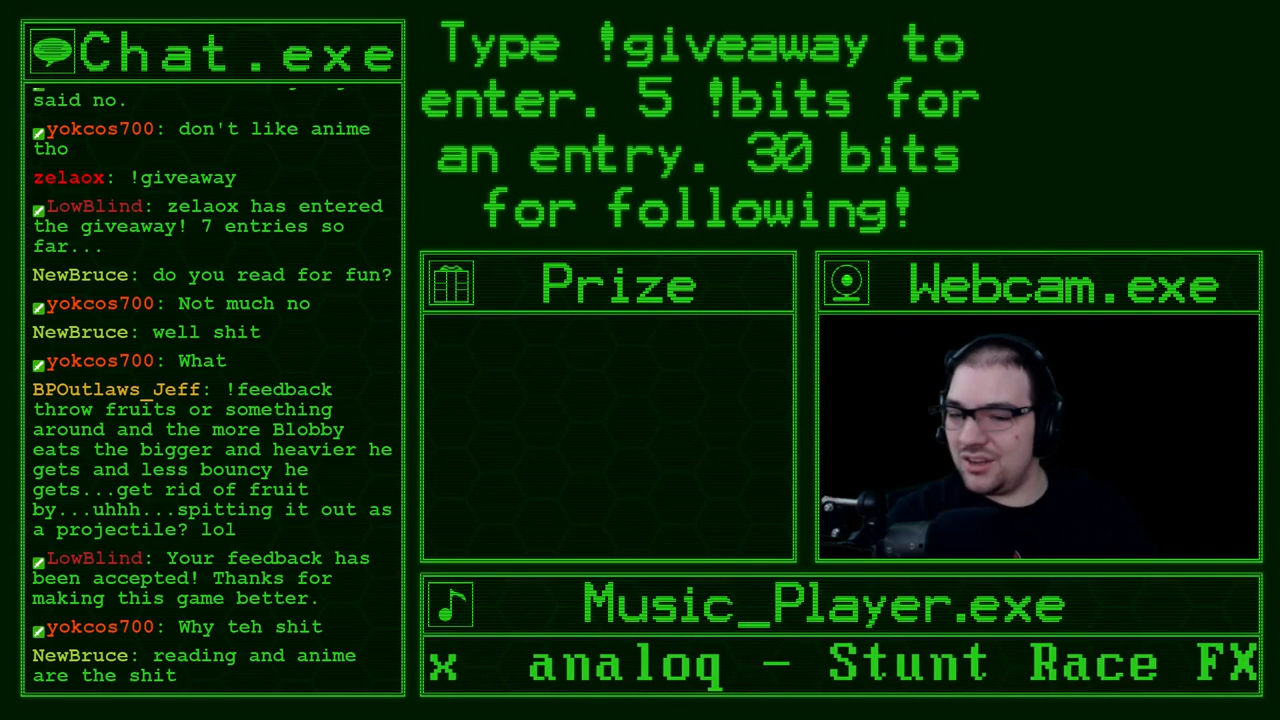 Chat.exe
said no.
yokcos700: don't like anime
tho
zelaox: !giveaway
LowBlind: zelaox has entered
the giveaway! 7 entries so
far...
NewBruce: do you read for fun?
yokcos700: Not much no
NewBruce: well shit
yokcos700: What
BPOutlaws_Jeff: !feedback
throw fruits or something
around and the more Blobby
eats the bigger and heavier he
gets and less bouncy he
gets...get rid of fruit
by...uhhh...spitting it out as
a projectile? lol
LowBlind: Your feedback has
been accepted! Thanks for
making this game better.
yokcos700: Why teh shit
NewBruce: reading and anime
are the shit
Type !giveaway to
enter. 5 !bits for
an entry. 30 bits
for following!
Prize
Webcam.exe
Music_Player.exe
x analoq - Stunt Race FX